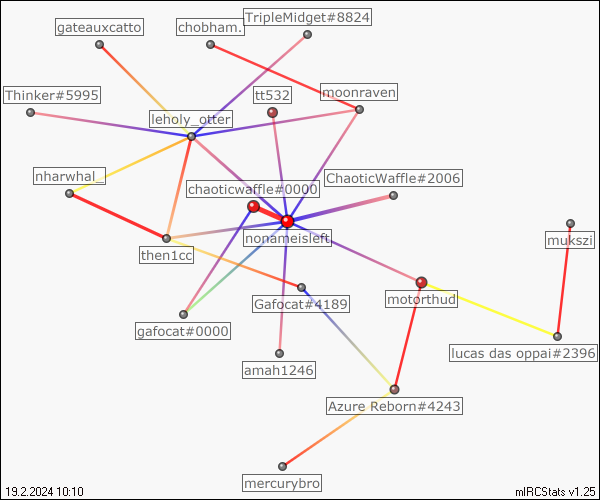 TripleMidget#8824
gateauxcatto
chobham.
Thinker#5995
tt532
moonraven
leholy_otter
nharwhal_
chaoticwaffle#0000
ChaoticWaffle#2006
nonameisleft
mukszi
then1cc
Gafocat#4189
motorthud
gafocat#0000
lucas das oppai#2396
amah1246
Azure Reborn#4243
mercurybro
19.2.2024 10:10
mIRCStats v1.25